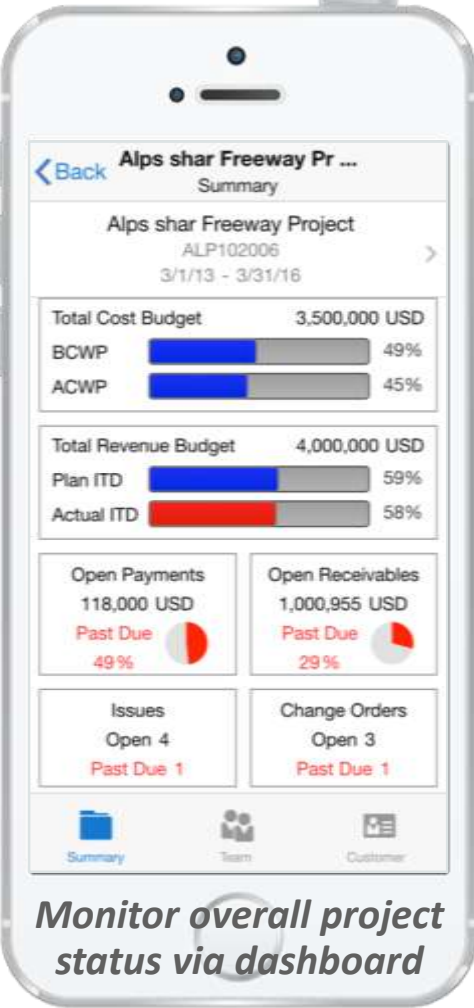 Back
Alps shar Freeway Pr ...
Summary
Alps shar Freeway Project
ALP102006
3/1/13 - 3/31/16
Total Cost Budget 3,500,000 USD
BCWP 49%
ACWP 45%
Total Revenue Budget 4,000,000 USD
Plan ITD 59%
Actual ITD 58%
Open Payments
118,000 USD
Past Due
49%
Open Receivables
1,000,955 USD
Past Due
29%
Issues
Open 4
Past Due 1
Change Orders
Open 3
Past Due 1
Summary Team Customer
Monitor overall project
status via dashboard